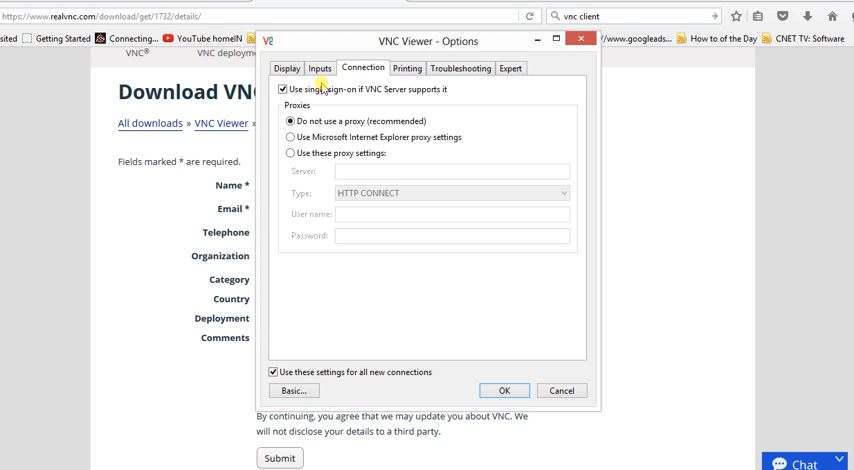 https://www.realvnc.com/download/get/1732/details/
vnc client
sited Getting Started Connecting... YouTube homeIN //www.googleads... How to of the Day CNET TV: Software
VNC® VNC deploym
VNC Viewer - Options
Display Inputs Connection Printing Troubleshooting Expert
Download VN
All downloads » VNC Viewer »
Fields marked * are required.
Name *
Email *
Telephone
Organization
Category
Country
Deployment
Comments
Use single sign-on if VNC Server supports it
Proxies
Do not use a proxy (recommended)
Use Microsoft Internet Explorer proxy settings
Use these proxy settings:
Server:
Type: HTTP CONNECT
User name:
Password:
Use these settings for all new connections
Basic... OK Cancel
By continuing, you agree that we may update you about VNC. We
will not disclose your details to a third party.
Submit
Chat